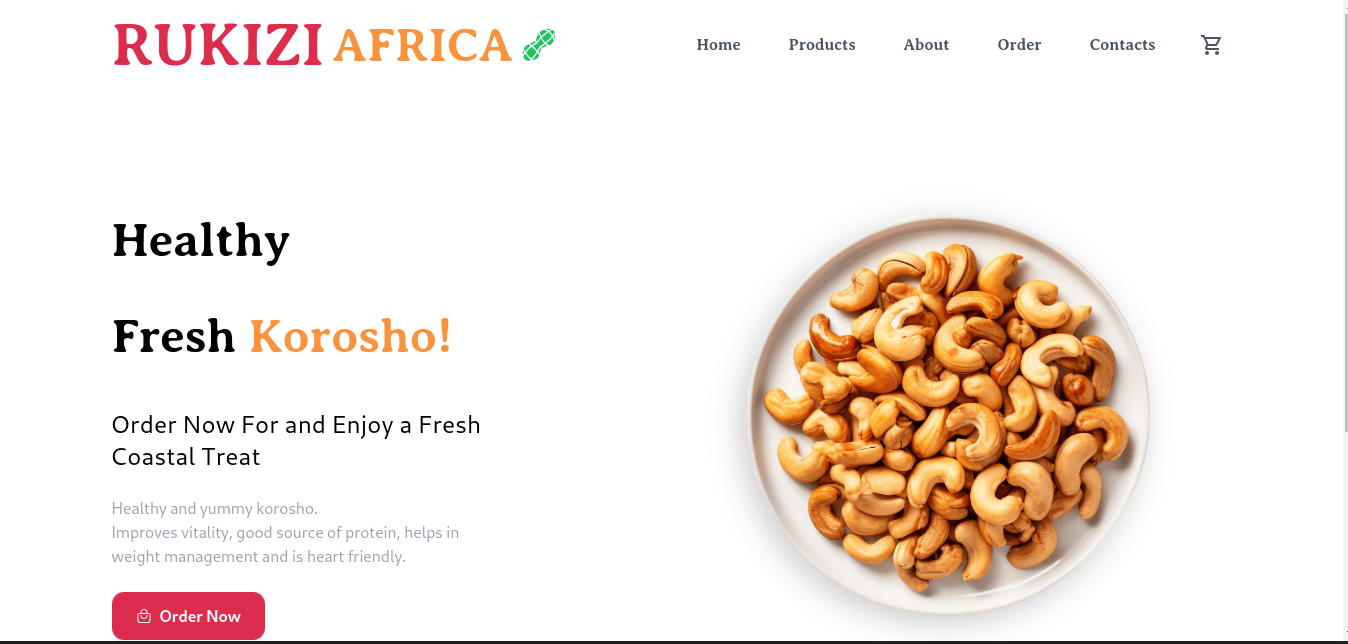 RUKIZI AFRICA
Home Products About Order Contacts
Healthy
Fresh Korosho!
Order Now For and Enjoy a Fresh
Coastal Treat
Healthy and yummy korosho.
Improves vitality, good source of protein, helps in
weight management and is heart friendly.
Order Now